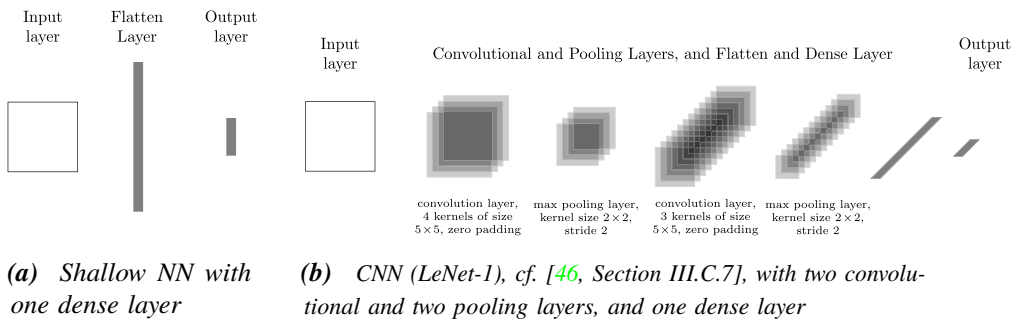 Input
layer
Flatten
Layer
Output
layer
Input
layer
Convolutional and Pooling Layers, and Flatten and Dense Layer
Output
layer
convolution layer,
4 kernels of size
5×5, zero padding
max pooling layer,
kernel size 2×2,
stride 2
convolution layer,
3 kernels of size
5×5, zero padding
max pooling layer,
kernel size 2×2,
stride 2
(a) Shallow NN with
one dense layer
(b) CNN (LeNet-1), cf. [46, Section III.C.7], with two convolu-
tional and two pooling layers, and one dense layer